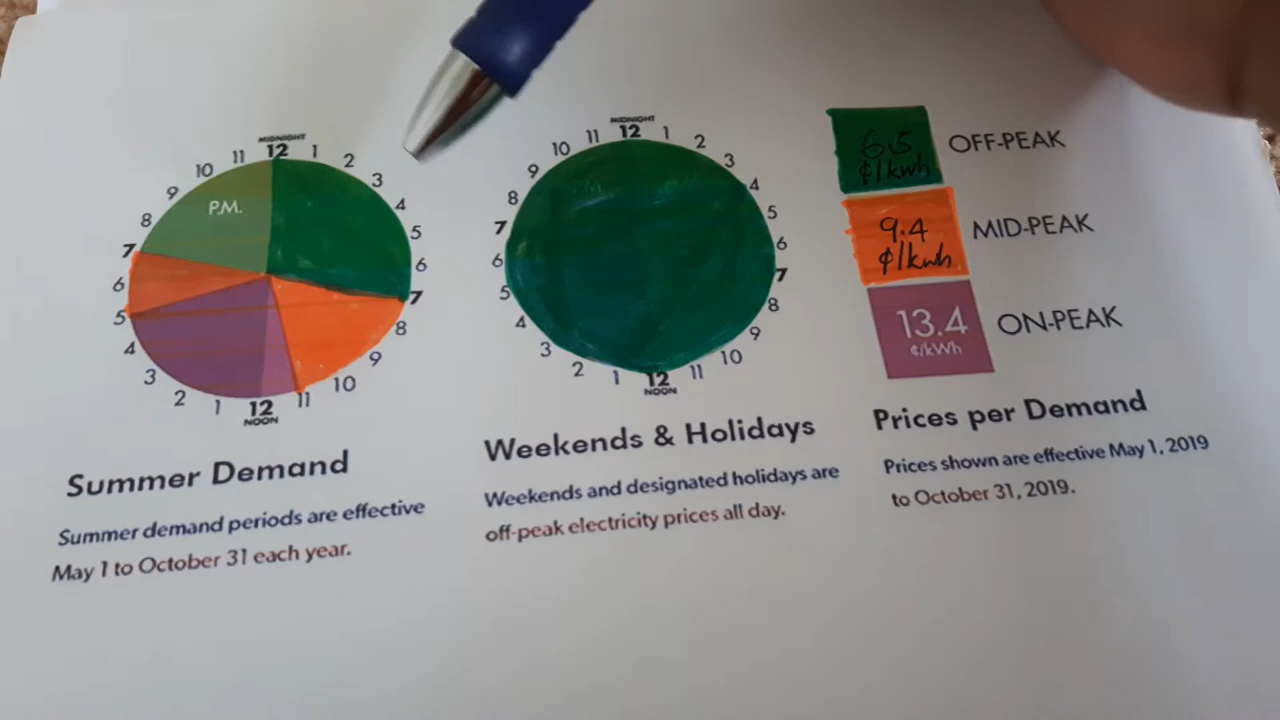 MIDNIGHT
12
11 1
10 2
9 3
8 4
P.M.
5
7 6
6 7
5 8
4 9
3 10
2 11
1 12
NOON
Summer Demand
Summer demand periods are effective
May 1 to October 31 each year.
MIDNIGHT
12
11 1
10 2
9 3
8 4
P.M.
7 5
6 6
5 7
4 8
3 9
2 10
1 11
12
NOON
Weekends & Holidays
Weekends and designated holidays are
off-peak electricity prices all day.
6.5 OFF-PEAK
¢/kwh
9.4 MID-PEAK
¢/kwh
13.4 ON-PEAK
¢/kWh
Prices per Demand
Prices shown are effective May 1, 2019
to October 31, 2019.